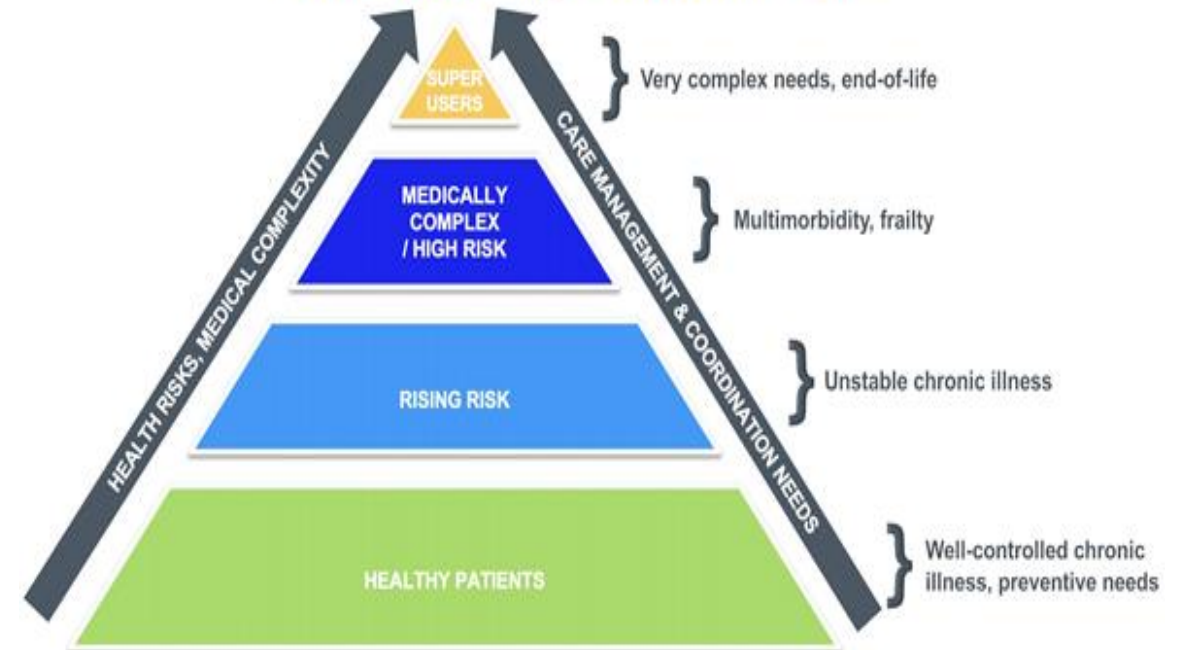 SUPER
USERS
Very complex needs, end-of-life
MEDICALLY
COMPLEX
/ HIGH RISK
Multimorbidity, frailty
RISING RISK
Unstable chronic illness
HEALTHY PATIENTS
Well-controlled chronic
illness, preventive needs
HEALTH RISKS, MEDICAL COMPLEXITY
CARE MANAGEMENT & COORDINATION NEEDS